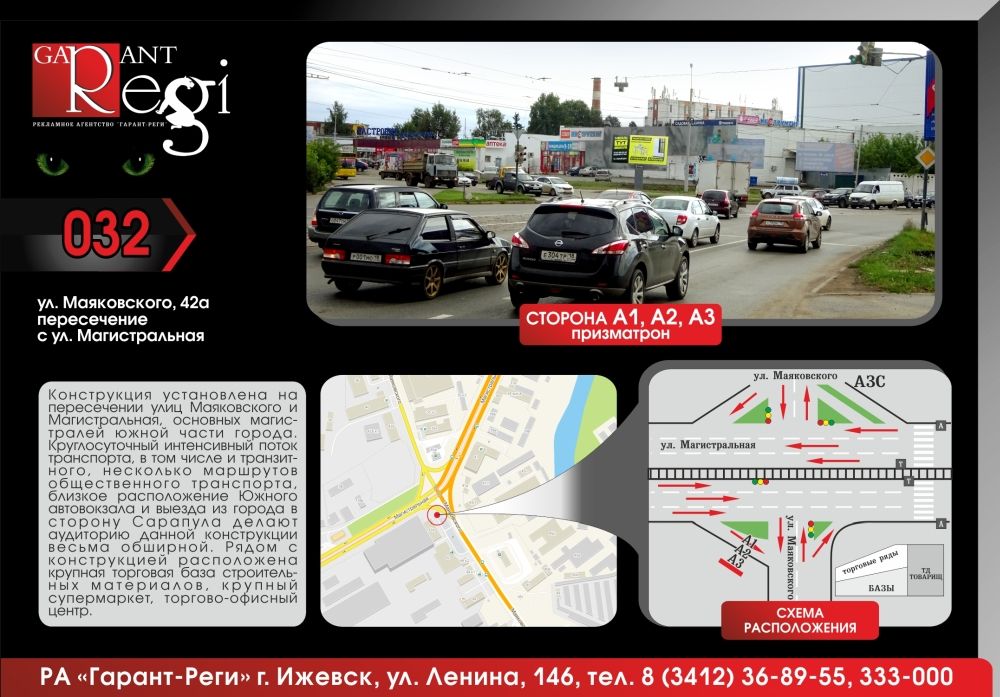 GARANT
Regi
РЕКЛАМНОЕ АГЕНТСТВО "ГАРАНТ-РЕГИ"
032
ул. Маяковского, 42а
пересечение
с ул. Магистральная
аптека
СТОРОНА А1, А2, А3
призматрон
Конструкция установлена на
пересечении улиц Маяковского и
Магистральная, основных магис-
тралей южной части города.
Круглосуточный интенсивный поток
транспорта, в том числе и транзит-
ного, несколько маршрутов
общественного транспорта,
близкое расположение Южного
автовокзала и выезда из города в
сторону Сарапула делают
аудиторию данной конструкции
весьма обширной. Рядом с
конструкцией расположена
крупная торговая база строитель-
ных материалов, крупный
супермаркет, торгово-офисный
центр.
Магистральная
ул. Маяковского
АЗС
ул. Магистральная
А
Т
Т
А
ул. Маяковского
А1
А2
А3
торговые ряды
БАЗЫ
ТД
ТОВАРИЩ
СХЕМА
РАСПОЛОЖЕНИЯ
РА «Гарант-Реги» г. Ижевск, ул. Ленина, 146, тел. 8 (3412) 36-89-55, 333-000